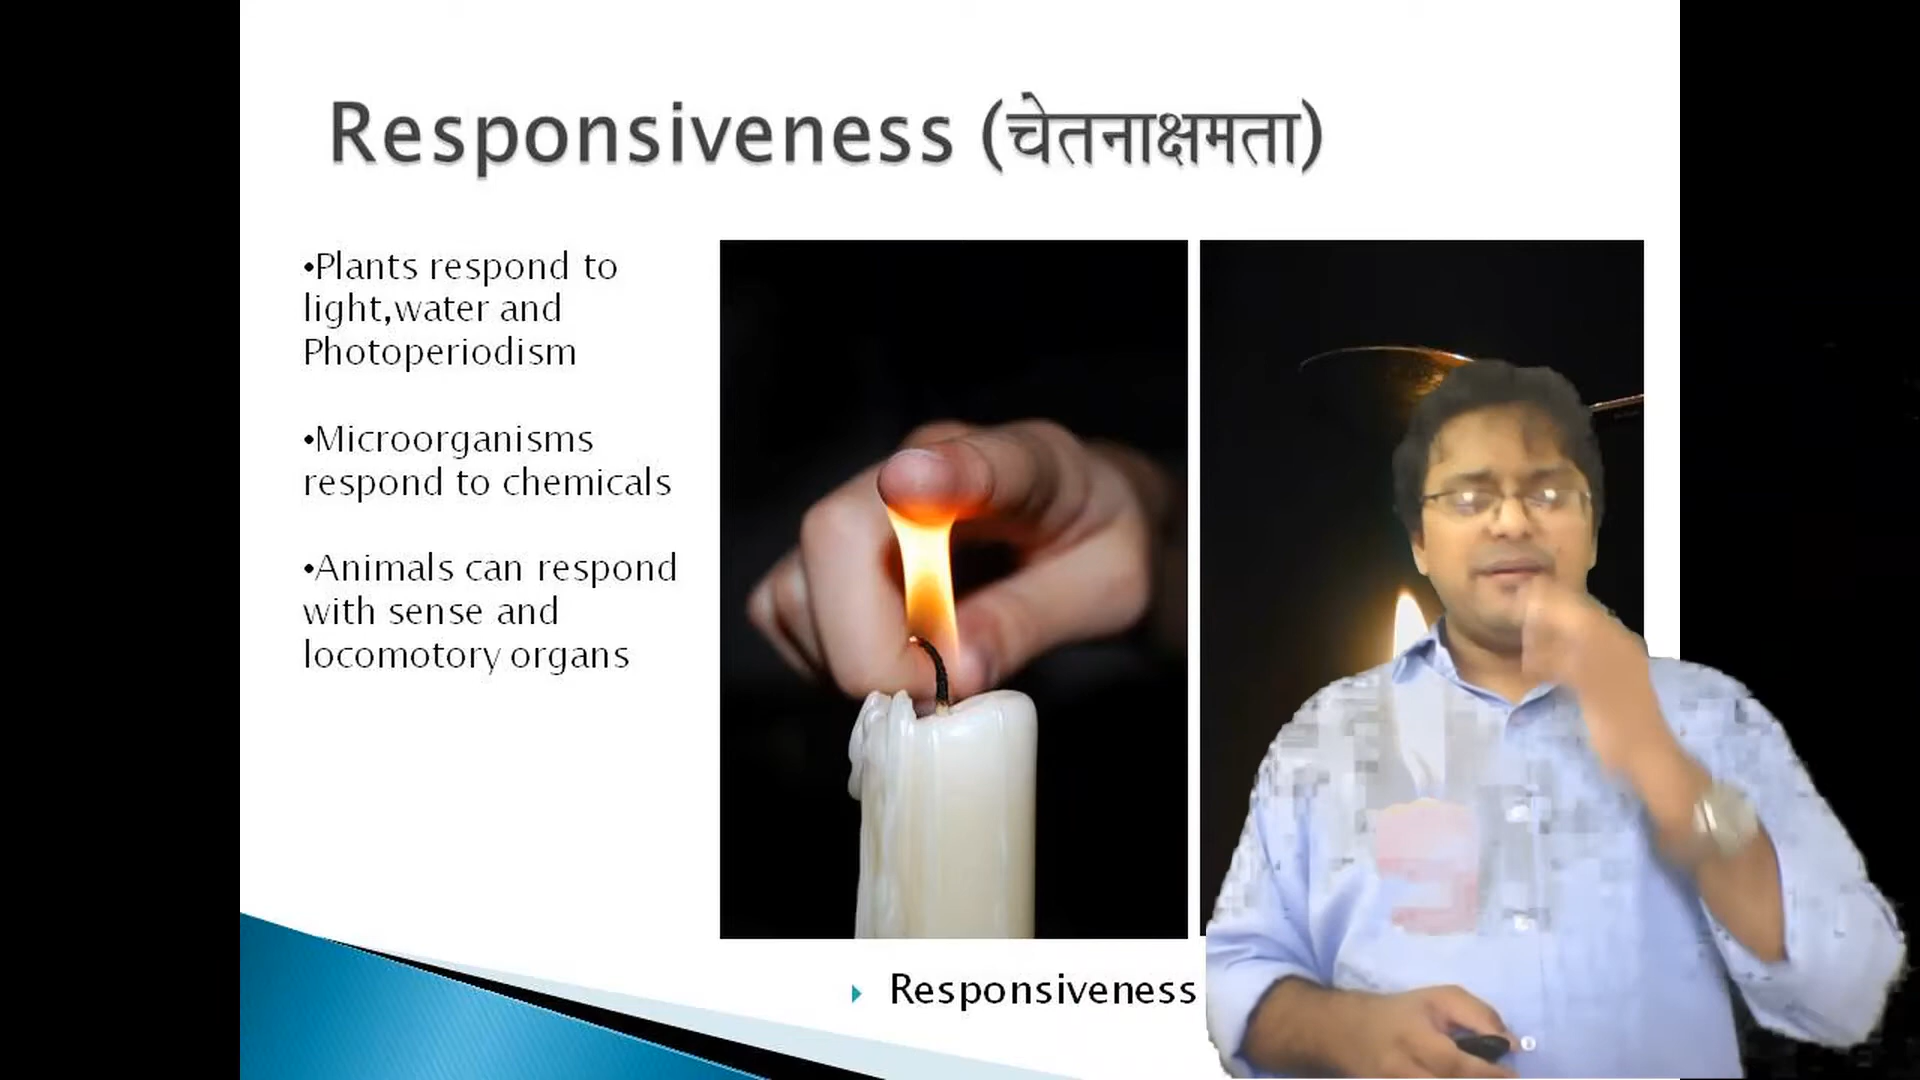 Responsiveness (चेतनाक्षमता)
•Plants respond to
light,water and
Photoperiodism
•Microorganisms
respond to chemicals
•Animals can respond
with sense and
locomotory organs
Responsiveness